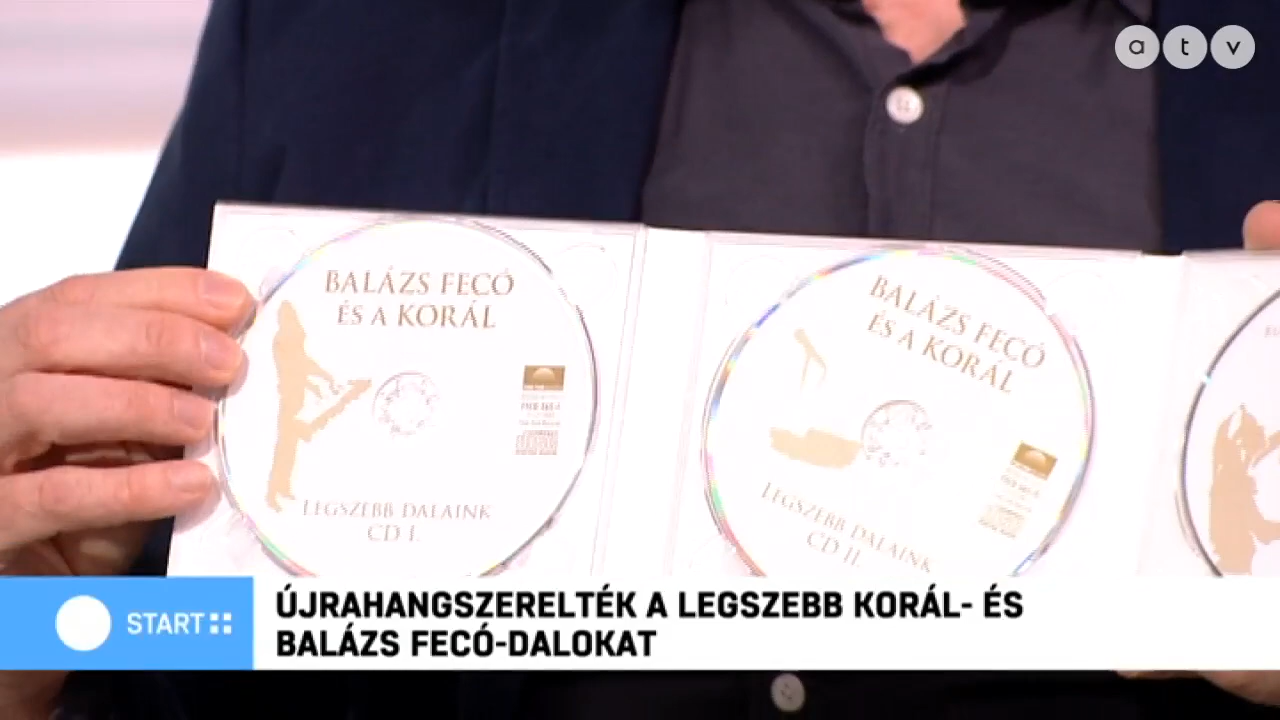 a t v
BALÁZS FECÓ
ÉS A KORÁL
LEGSZEBB DALAINK
CD I.
BALÁZS FECÓ
ÉS A KORÁL
LEGSZEBB DALAINK
CD II.
START
ÚJRAHANGSZERELTÉK A LEGSZEBB KORÁL- ÉS
BALÁZS FECÓ-DALOKAT